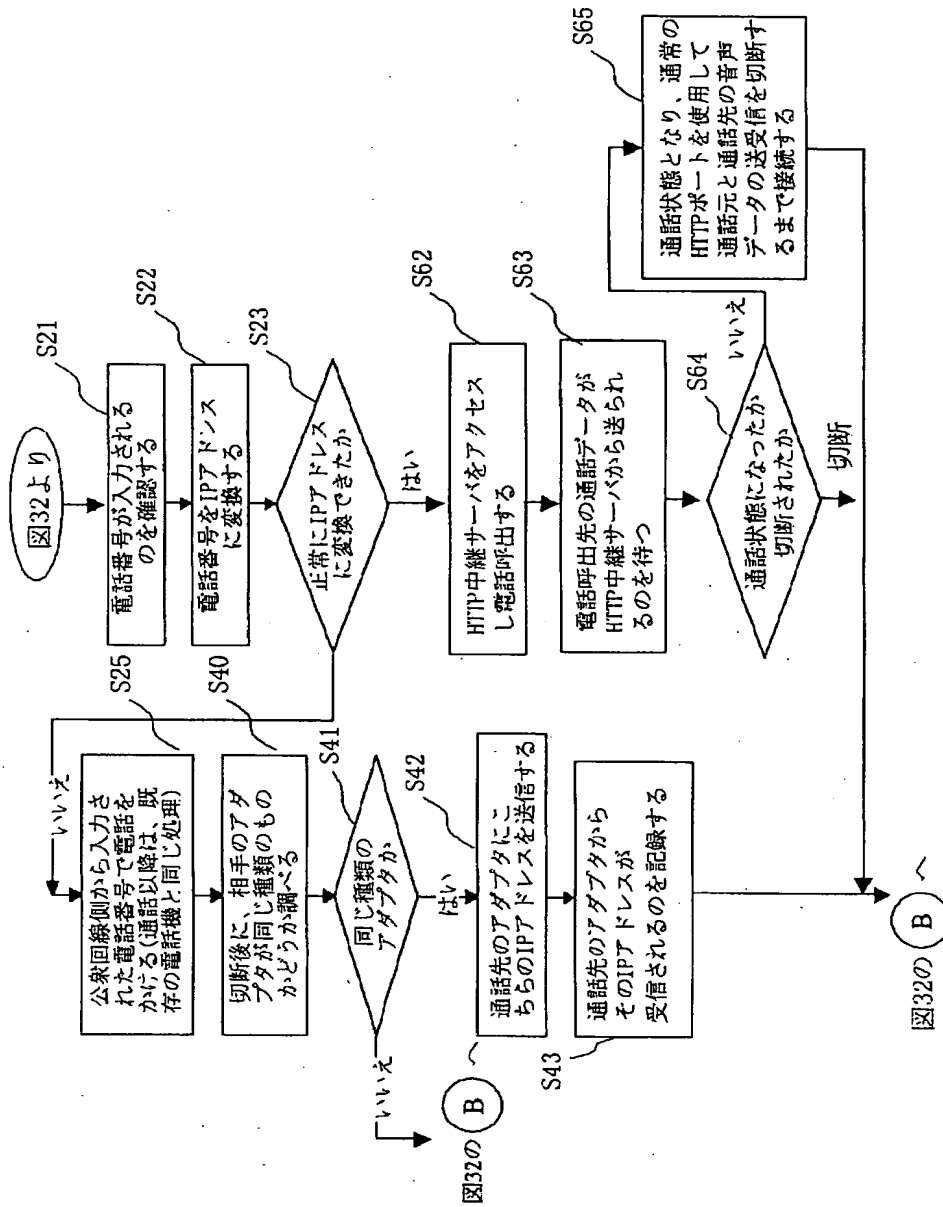 図32より
S21
電話番号が入力される
のを確認する
S22
電話番号をIPアドレス
に変換する
S23
正常にIPアドレス
に変換できたか
いいえ
はい
S25
公衆回線側から入力さ
れた電話番号で電話を
かける(通話以降は、既
存の電話機と同じ処理)
S40
切断後に、相手のアダ
プタが同じ種類のもの
かどうか調べる
S41
同じ種類の
アダプタか
いいえ
はい
図32の
B
へ
S42
通話先のアダプタにこ
ちらのIPアドレスを送信する
S43
通話先のアダプタから
そのIPアドレスが
受信されるのを記録する
S62
HTTP中継サーバをアクセス
し電話呼出する
S63
電話呼出先の通話データが
HTTP中継サーバから送られ
るのを待つ
S64
通話状態になったか
切断されたか
いいえ
切断
S65
通話状態となり、通常の
HTTPポートを使用して
通話元と通話先の音声
データの送受信を切断す
るまで接続する
図32の
B
へ